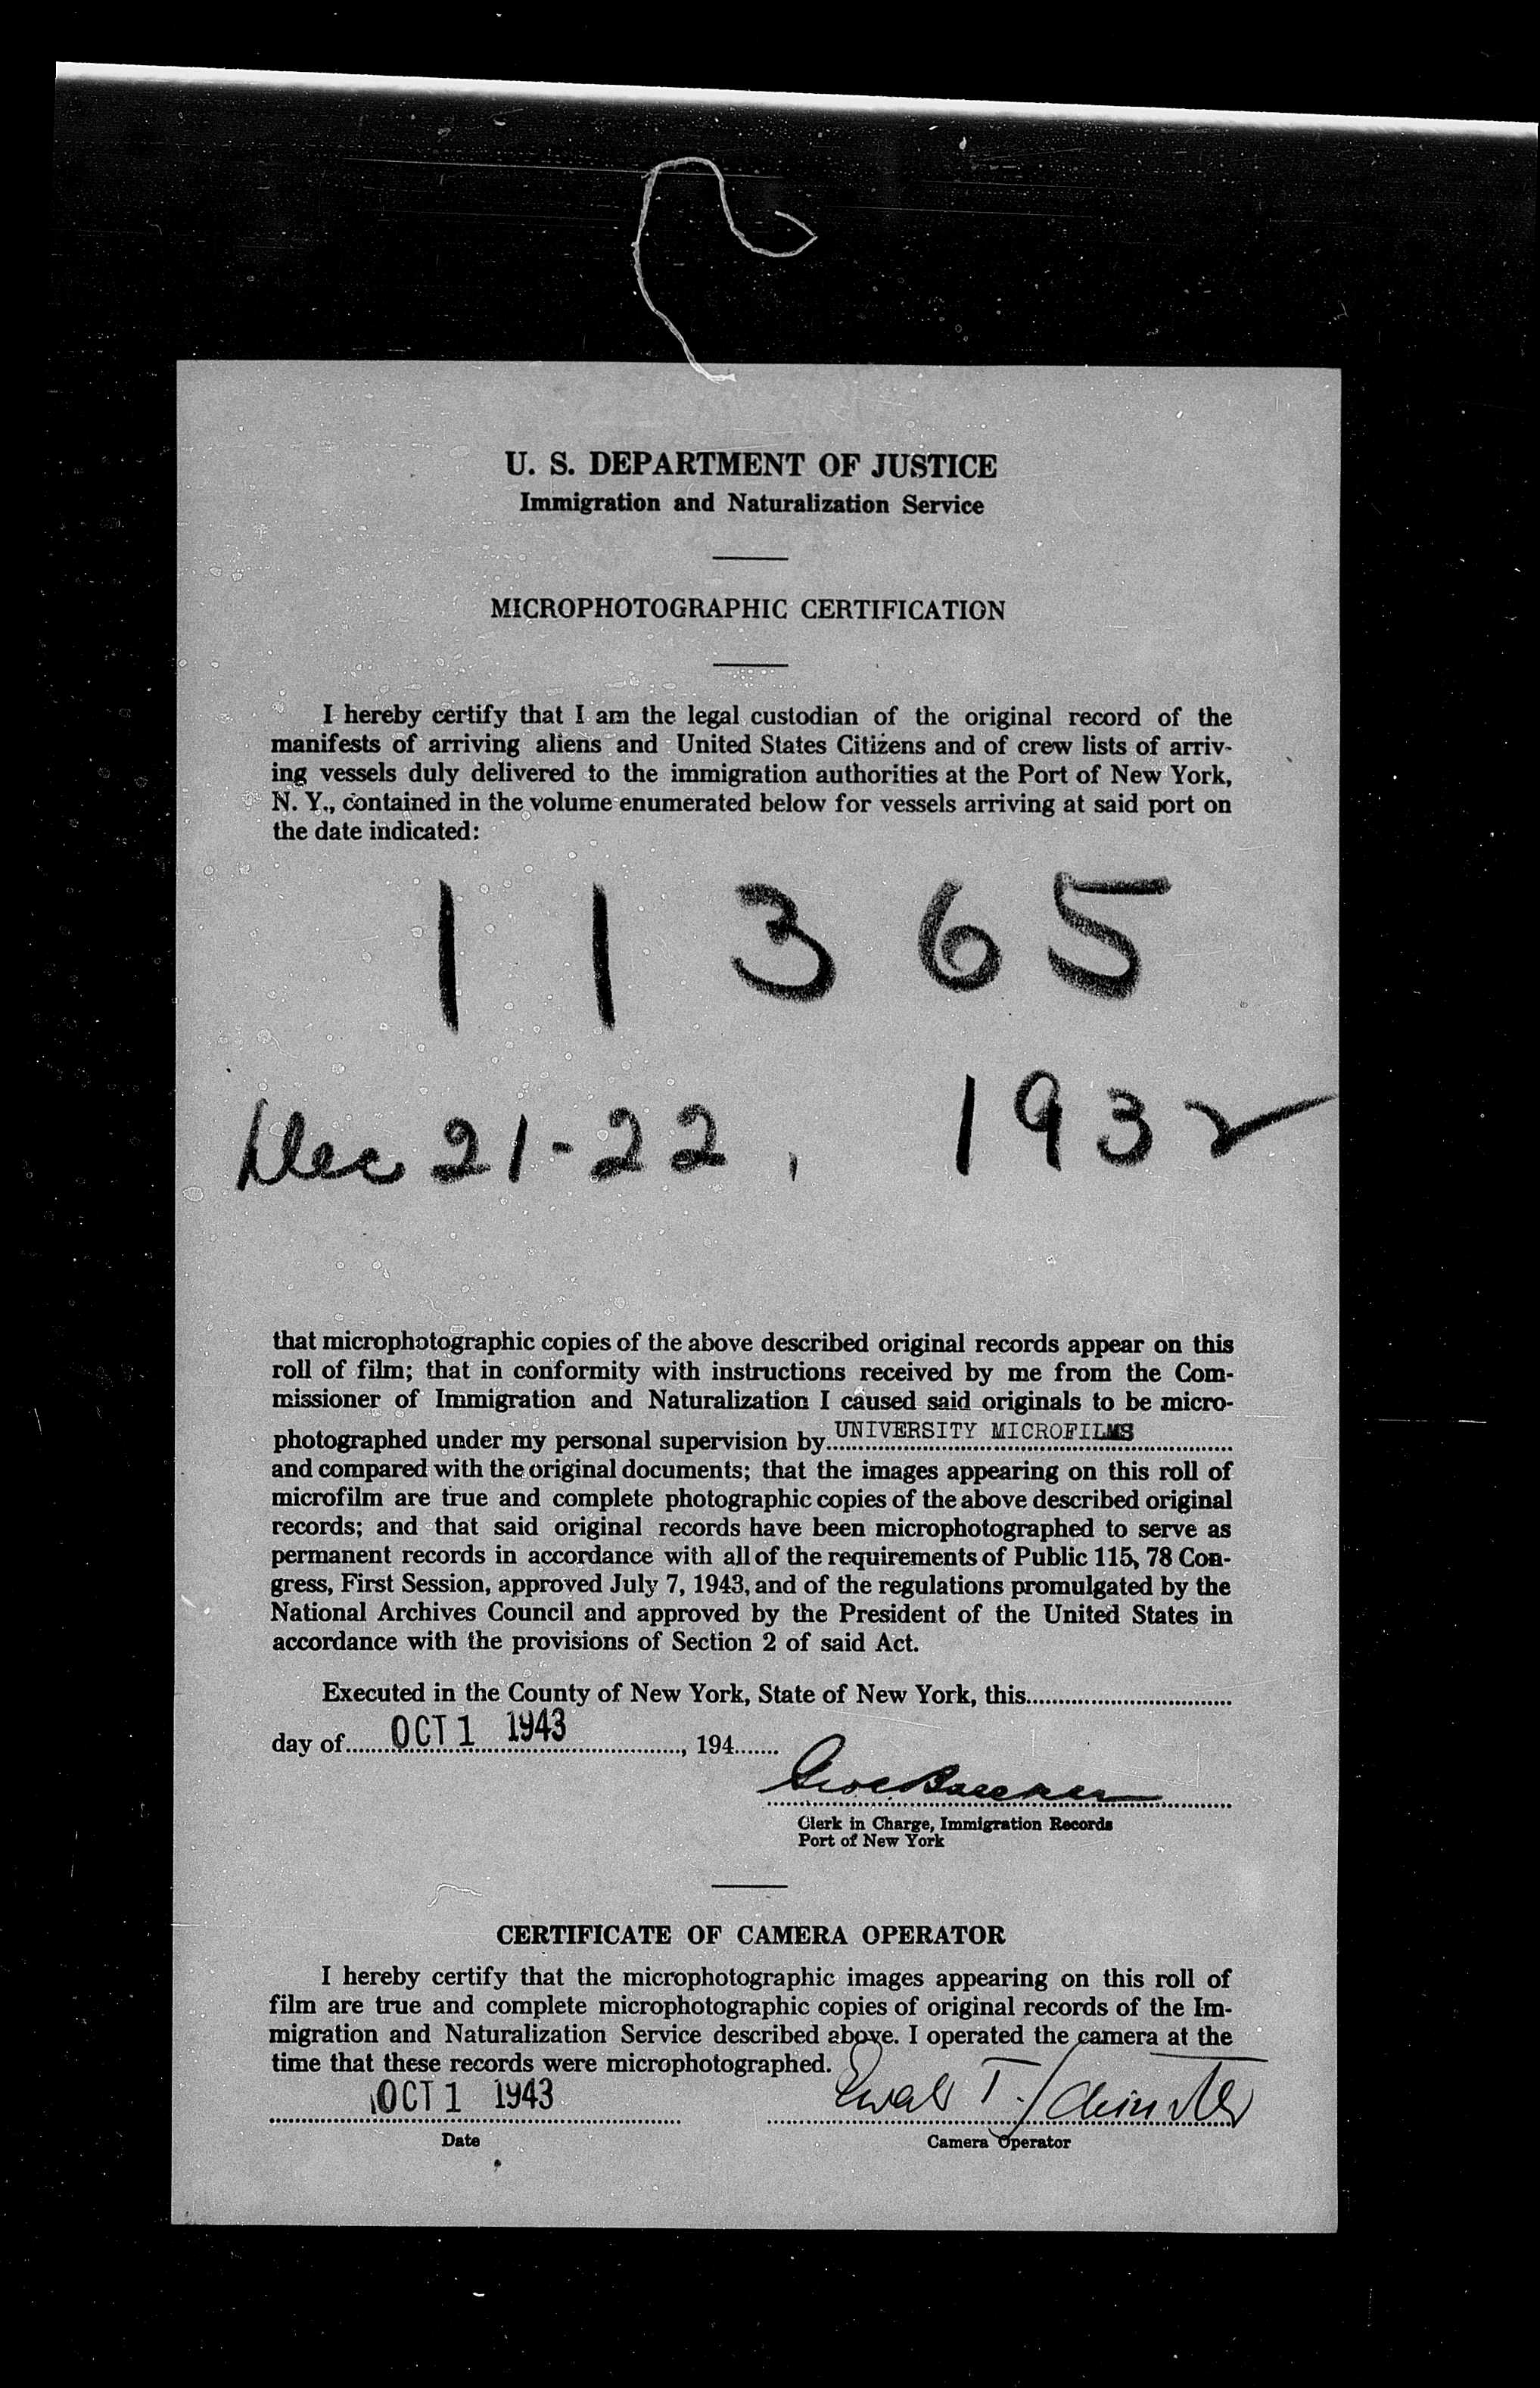 U. S. DEPARTMENT OF JUSTICE
Immigration and Naturalization Service
MICROPHOTOGRAPHIC CERTIFICATION
I hereby certify that I am the legal custodian of the original record of the
manifests of arriving aliens and United States Citizens and of crew lists of arriv-
ing vessels duly delivered to the immigration authorities at the Port of New York,
N. Y., contained in the volume enumerated below for vessels arriving at said port on
the date indicated:
11365
Dec 21-22, 1932
that microphotographic copies of the above described original records appear on this
roll of film; that in conformity with instructions received by me from the Com-
missioner of Immigration and Naturalization I caused said originals to be micro-
photographed under my personal supervision by UNIVERSITY MICROFILMS
and compared with the original documents; that the images appearing on this roll of
microfilm are true and complete photographic copies of the above described original
records; and that said original records have been microphotographed to serve as
permanent records in accordance with all of the requirements of Public 115, 78 Con-
gress, First Session, approved July 7, 1943, and of the regulations promulgated by the
National Archives Council and approved by the President of the United States in
accordance with the provisions of Section 2 of said Act.
Executed in the County of New York, State of New York, this
day of OCT 1 1943, 194
Clerk in Charge, Immigration Records
Port of New York
CERTIFICATE OF CAMERA OPERATOR
I hereby certify that the microphotographic images appearing on this roll of
film are true and complete microphotographic copies of original records of the Im-
migration and Naturalization Service described above. I operated the camera at the
time that these records were microphotographed.
OCT 1 1943 Ewald T.
Date Camera Operator